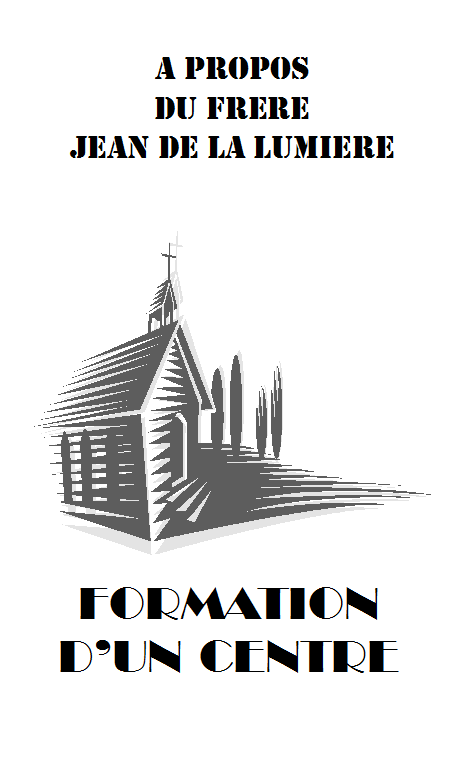 A PROPOS
DU FRERE
JEAN DE LA LUMIERE
FORMATION
D'UN CENTRE